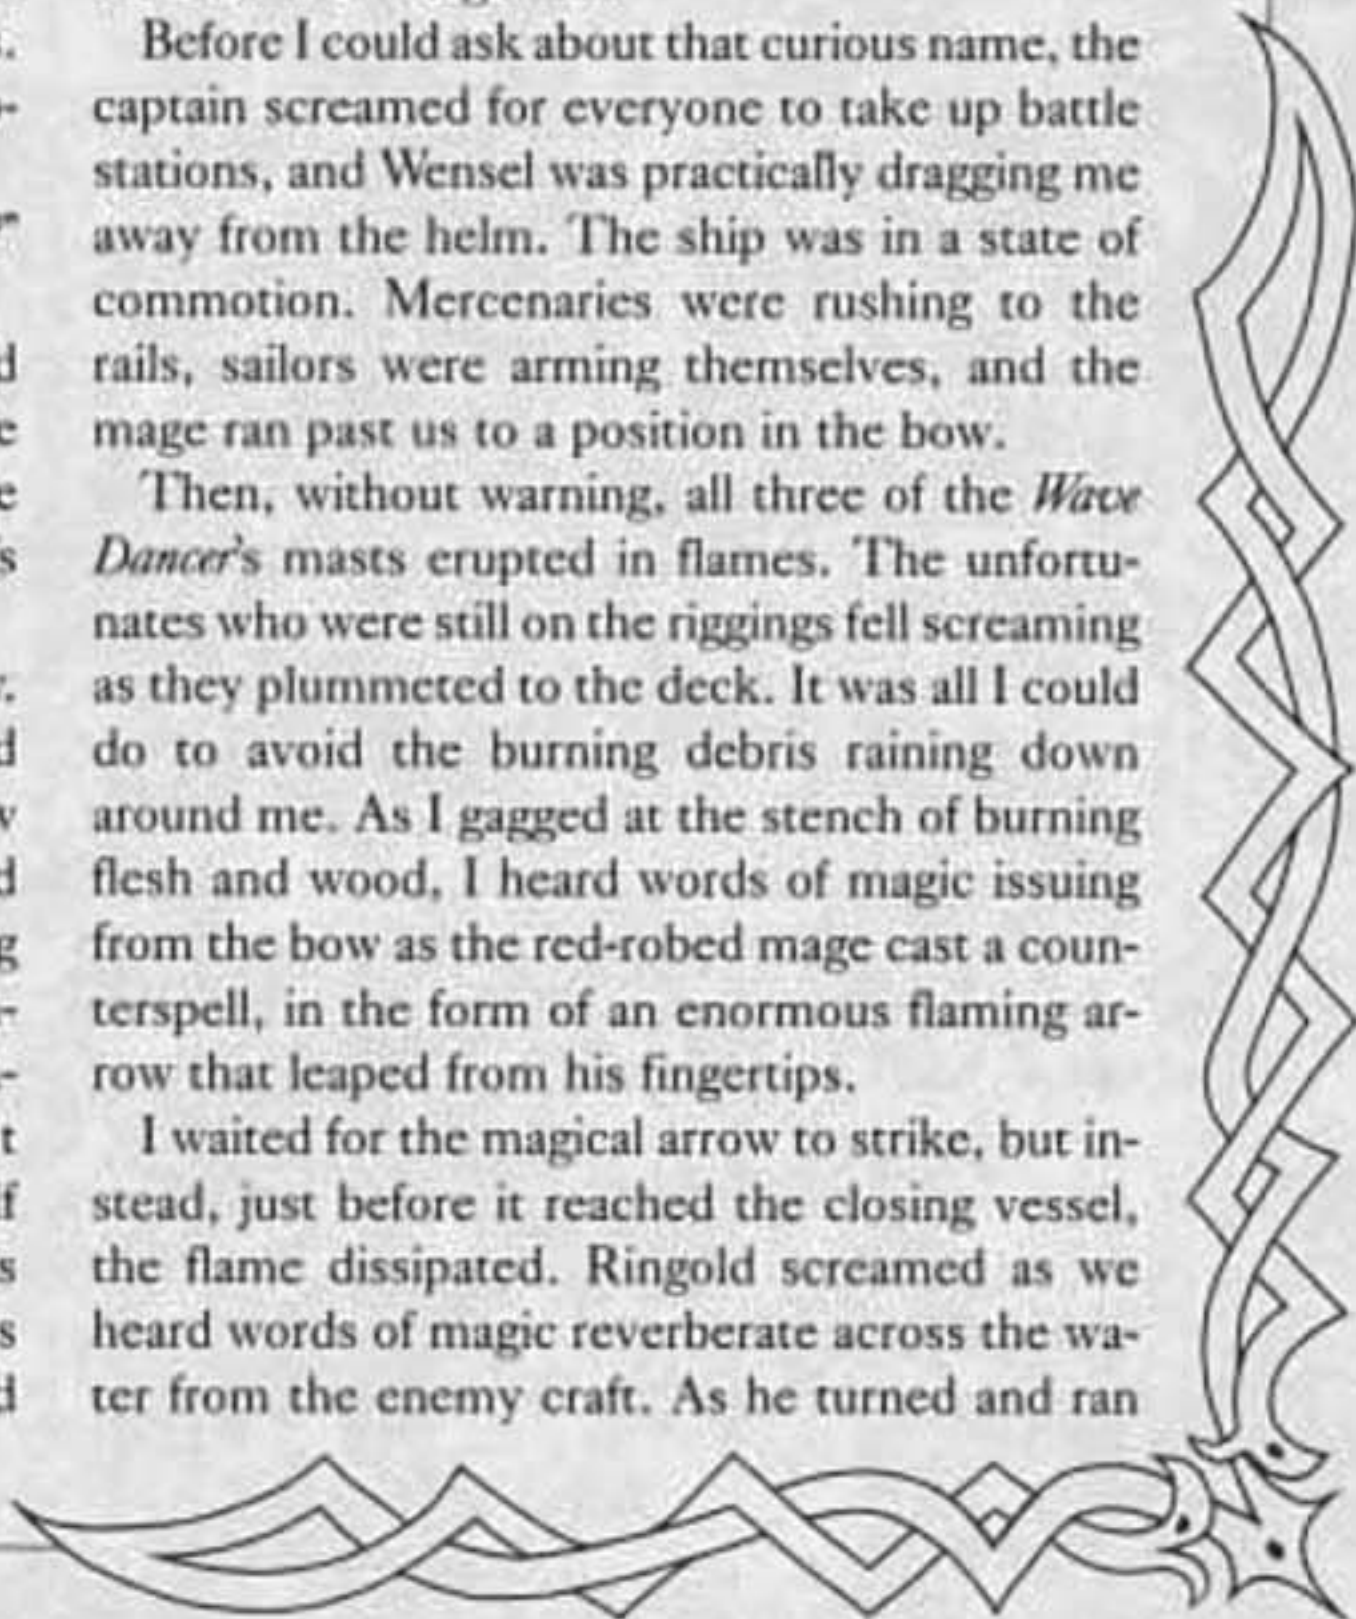 Before I could ask about that curious name, the
captain screamed for everyone to take up battle
stations, and Wensel was practically dragging me
away from the helm. The ship was in a state of
commotion. Mercenaries were rushing to the
rails, sailors were arming themselves, and the
mage ran past us to a position in the bow.
Then, without warning, all three of the Wave
Dancer's masts erupted in flames. The unfortu-
nates who were still on the riggings fell screaming
as they plummeted to the deck. It was all I could
do to avoid the burning debris raining down
around me. As I gagged at the stench of burning
flesh and wood, I heard words of magic issuing
from the bow as the red-robed mage cast a coun-
terspell, in the form of an enormous flaming ar-
row that leaped from his fingertips.
I waited for the magical arrow to strike, but in-
stead, just before it reached the closing vessel,
the flame dissipated. Ringold screamed as we
heard words of magic reverberate across the wa-
ter from the enemy craft. As he turned and ran